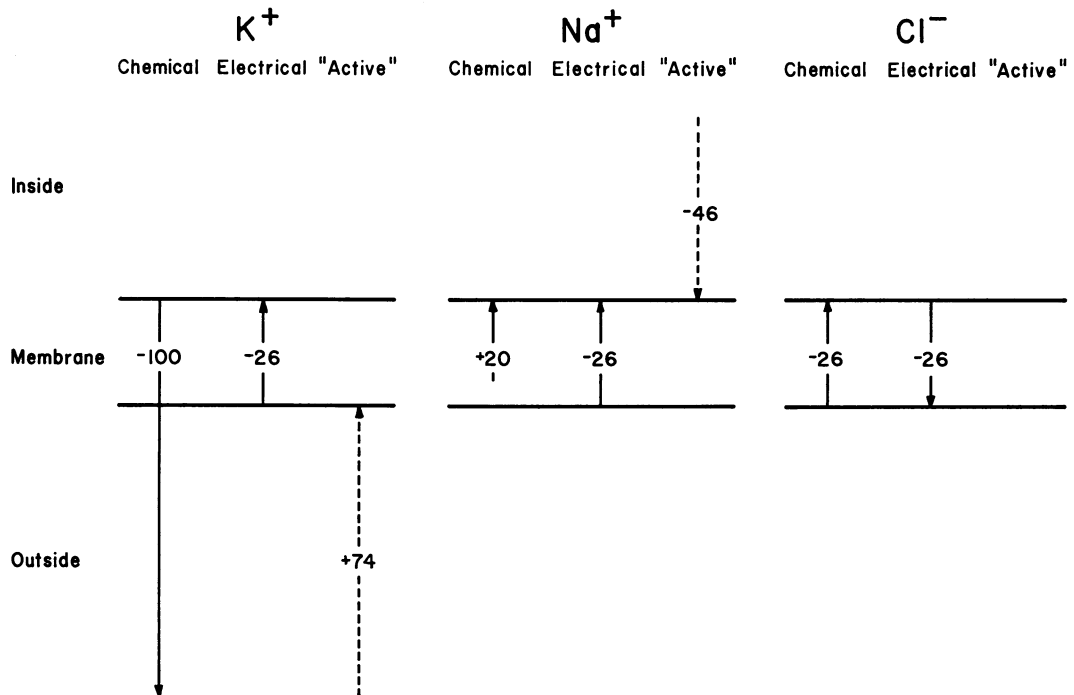 K+ Na+ Cl−
Chemical Electrical "Active" Chemical Electrical "Active" Chemical Electrical "Active"
Inside
-46
Membrane -100 -26 +20 -26 -26 -26
Outside +74